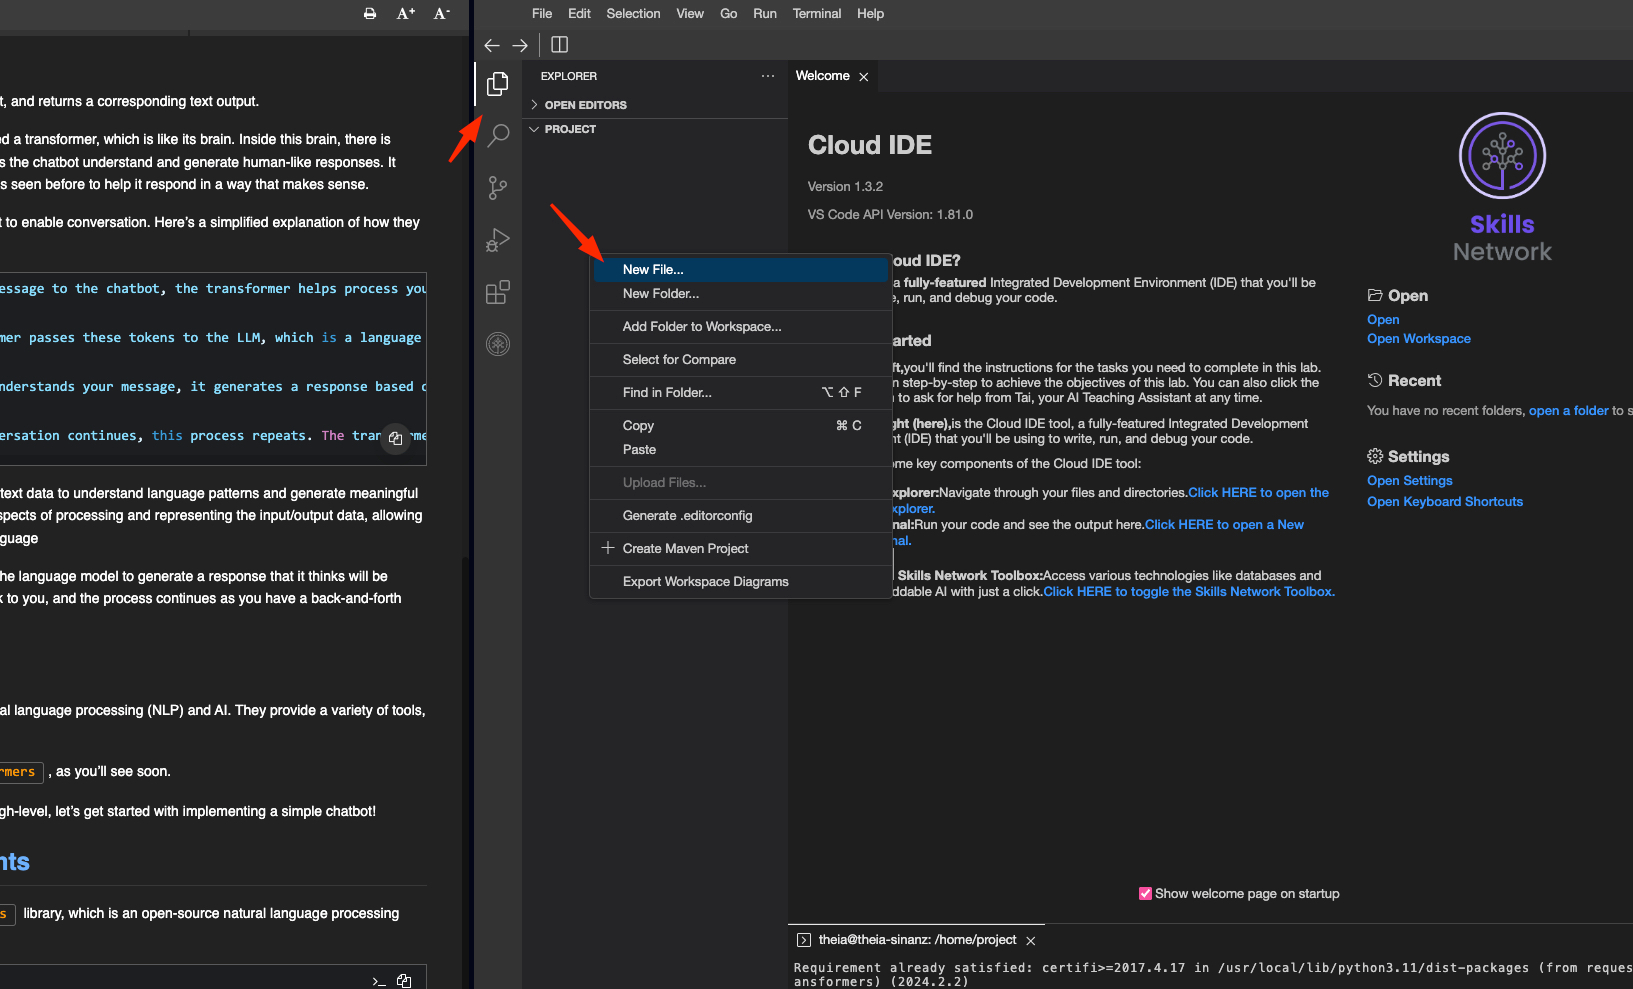 A+ A-
t, and returns a corresponding text output.
d a transformer, which is like its brain. Inside this brain, there is
s the chatbot understand and generate human-like responses. It
s seen before to help it respond in a way that makes sense.
t to enable conversation. Here’s a simplified explanation of how they
essage to the chatbot, the transformer helps process you
mer passes these tokens to the LLM, which is a language
nderstands your message, it generates a response based o
ersation continues, this process repeats. The tran rme
text data to understand language patterns and generate meaningful
spects of processing and representing the input/output data, allowing
guage
he language model to generate a response that it thinks will be
k to you, and the process continues as you have a back-and-forth
al language processing (NLP) and AI. They provide a variety of tools,
rmers , as you’ll see soon.
gh-level, let’s get started with implementing a simple chatbot!
nts
s library, which is an open-source natural language processing
File Edit Selection View Go Run Terminal Help
EXPLORER ···
OPEN EDITORS
PROJECT
New File...
New Folder...
Add Folder to Workspace...
Select for Compare
Find in Folder... ⌥⇧F
Copy ⌘C
Paste
Upload Files...
Generate .editorconfig
Create Maven Project
Export Workspace Diagrams
Welcome
Cloud IDE
Version 1.3.2
VS Code API Version: 1.81.0
oud IDE?
a fully-featured Integrated Development Environment (IDE) that you'll be
, run, and debug your code.
arted
ft,you'll find the instructions for the tasks you need to complete in this lab.
n step-by-step to achieve the objectives of this lab. You can also click the
to ask for help from Tai, your AI Teaching Assistant at any time.
ght (here),is the Cloud IDE tool, a fully-featured Integrated Development
t (IDE) that you'll be using to write, run, and debug your code.
me key components of the Cloud IDE tool:
xplorer:Navigate through your files and directories.Click HERE to open the
xplorer.
nal:Run your code and see the output here.Click HERE to open a New
nal.
Skills Network Toolbox:Access various technologies like databases and
ddable AI with just a click.Click HERE to toggle the Skills Network Toolbox.
Skills
Network
Open
Open
Open Workspace
Recent
You have no recent folders, open a folder to s
Settings
Open Settings
Open Keyboard Shortcuts
Show welcome page on startup
theia@theia-sinanz: /home/project
Requirement already satisfied: certifi>=2017.4.17 in /usr/local/lib/python3.11/dist-packages (from reques
ansformers) (2024.2.2)